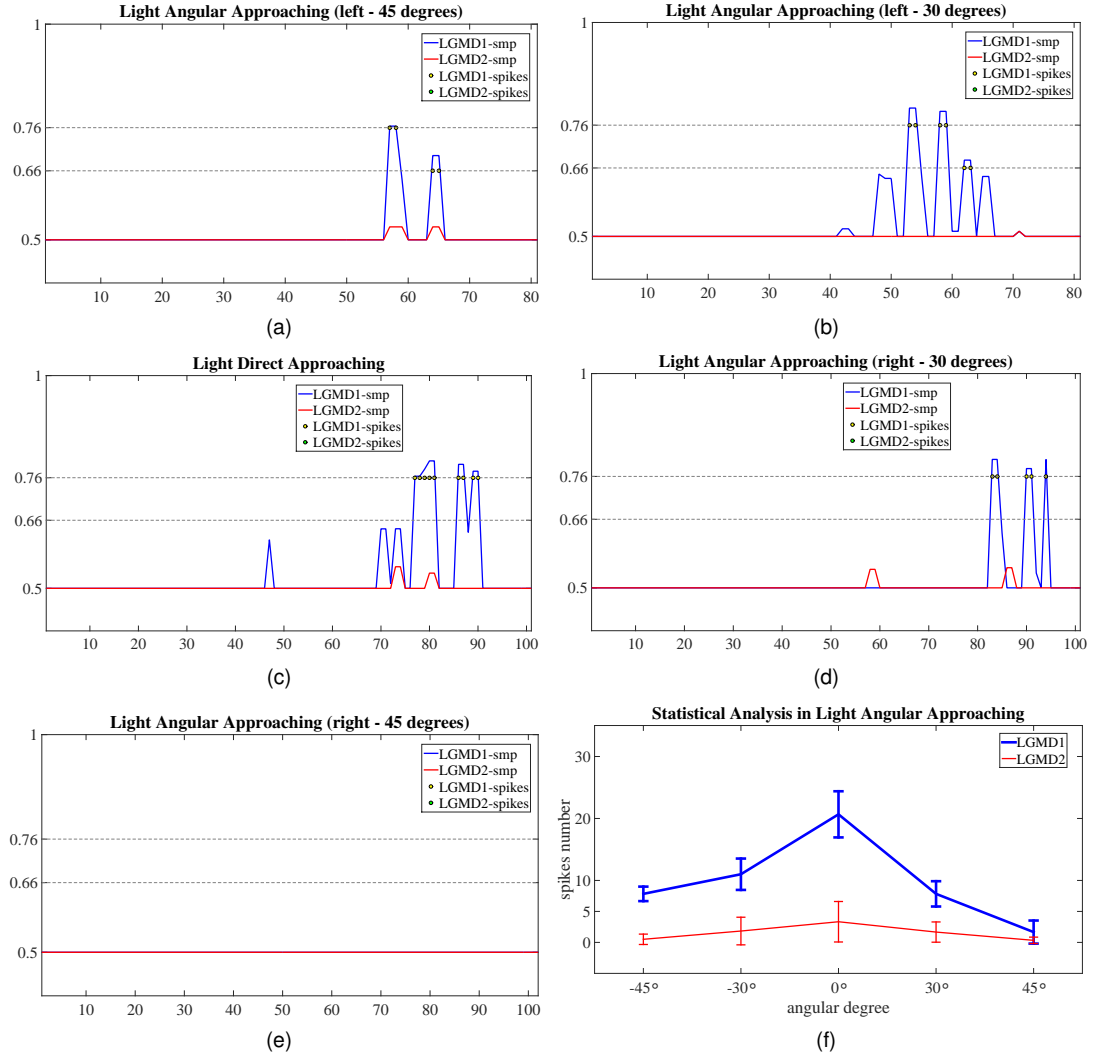 Light Angular Approaching (left - 45 degrees)
1
0.76
0.66
0.5
LGMD1-smp
LGMD2-smp
LGMD1-spikes
LGMD2-spikes
10 20 30 40 50 60 70 80
(a)
Light Angular Approaching (left - 30 degrees)
1
0.76
0.66
0.5
LGMD1-smp
LGMD2-smp
LGMD1-spikes
LGMD2-spikes
10 20 30 40 50 60 70 80
(b)
Light Direct Approaching
1
0.76
0.66
0.5
LGMD1-smp
LGMD2-smp
LGMD1-spikes
LGMD2-spikes
10 20 30 40 50 60 70 80 90 100
(c)
Light Angular Approaching (right - 30 degrees)
1
0.76
0.66
0.5
LGMD1-smp
LGMD2-smp
LGMD1-spikes
LGMD2-spikes
10 20 30 40 50 60 70 80 90 100
(d)
Light Angular Approaching (right - 45 degrees)
1
0.76
0.66
0.5
LGMD1-smp
LGMD2-smp
LGMD1-spikes
LGMD2-spikes
10 20 30 40 50 60 70 80 90 100
(e)
Statistical Analysis in Light Angular Approaching
30
20
10
5
0
spikes number
LGMD1
LGMD2
-45° -30° 0° 30° 45°
angular degree
(f)